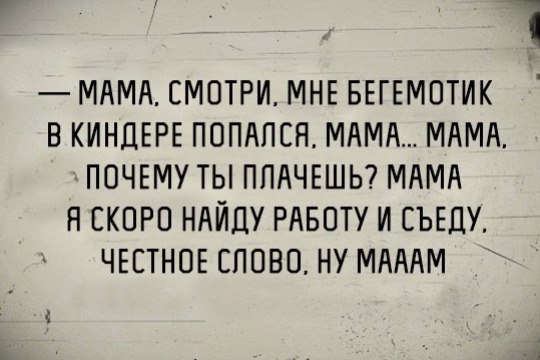 — МАМА, СМОТРИ, МНЕ БЕГЕМОТИК
В КИНДЕРЕ ПОПАЛСЯ, МАМА... МАМА,
ПОЧЕМУ ТЫ ПЛАЧЕШЬ? МАМА
Я СКОРО НАЙДУ РАБОТУ И СЪЕДУ,
ЧЕСТНОЕ СЛОВО, НУ МАААМ